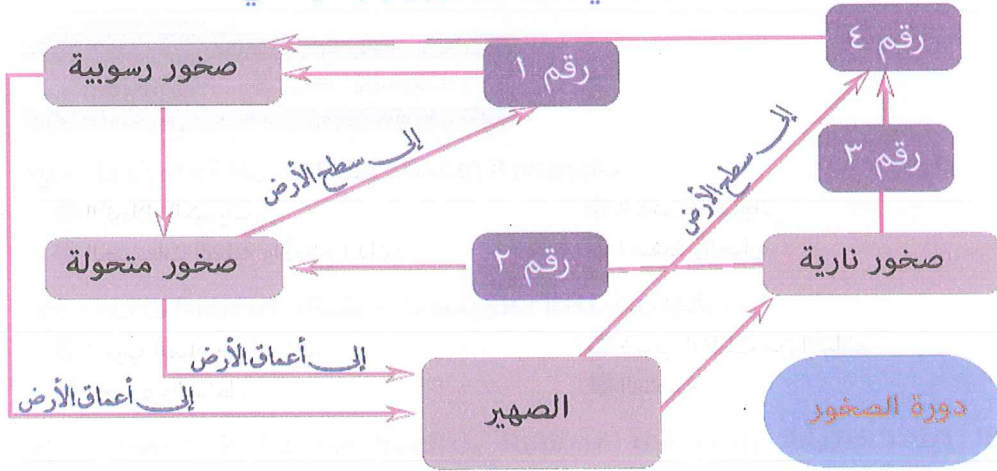 رقم ٤
رقم ١
صخور رسوبية
رقم ٣
إلى سطح الأرض
إلى سطح الأرض
صخور نارية
رقم ٢
صخور متحولة
إلى أعماق الأرض
إلى أعماق الأرض
الصهير
دورة الصخور